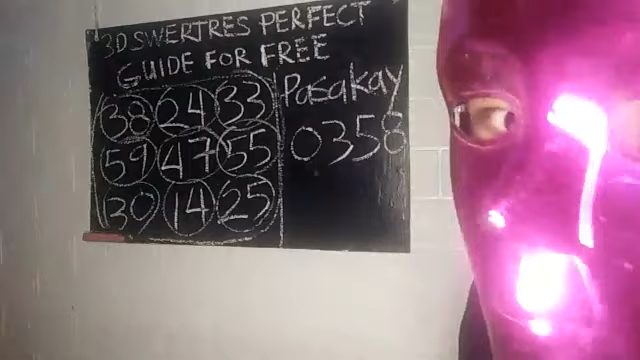 3D SWERTRES PERFECT
GUIDE FOR FREE
38 24 33
59 47 55
30 14 25
Pasakay
0358